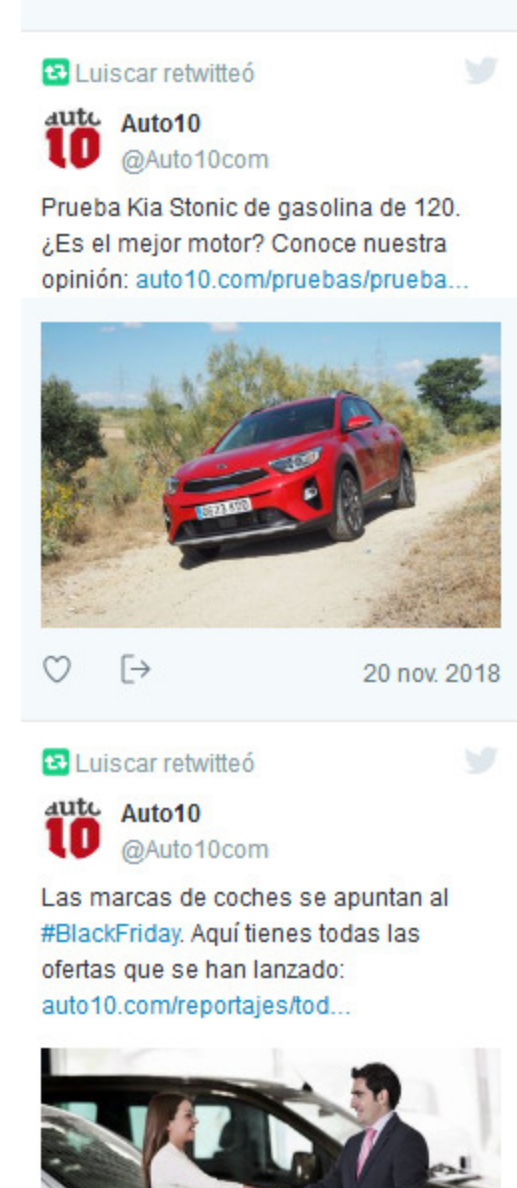 Luiscar retwitteó
auto
10
Auto10
@Auto10com
Prueba Kia Stonic de gasolina de 120.
¿Es el mejor motor? Conoce nuestra
opinión: auto10.com/pruebas/prueba...
20 nov. 2018
Luiscar retwitteó
auto
10
Auto10
@Auto10com
Las marcas de coches se apuntan al
#BlackFriday. Aquí tienes todas las
ofertas que se han lanzado:
auto10.com/reportajes/tod...